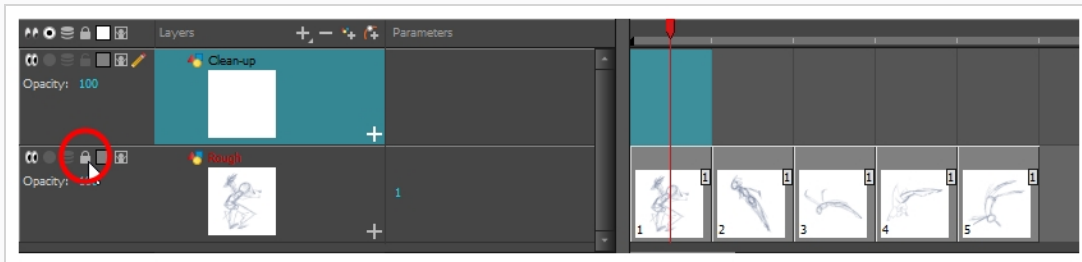 Layers Parameters
Clean-up
Opacity: 100
Rough
Opacity:
1
1 1 1 1 1
1 2 3 4 5